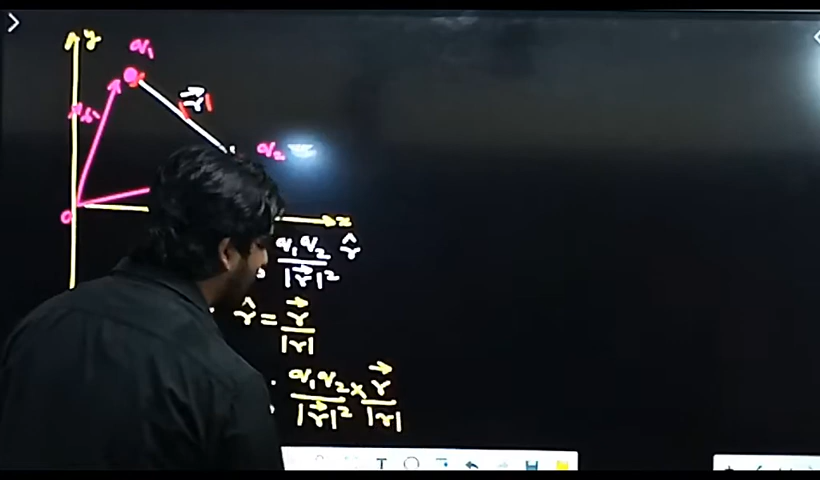 y
q₁
r⃗₁
|r⃗|
q₂
O
x
q₁q₂ / |r⃗|² r̂
r̂ = r⃗ / |r|
q₁q₂ / |r⃗|² × r⃗ / |r|